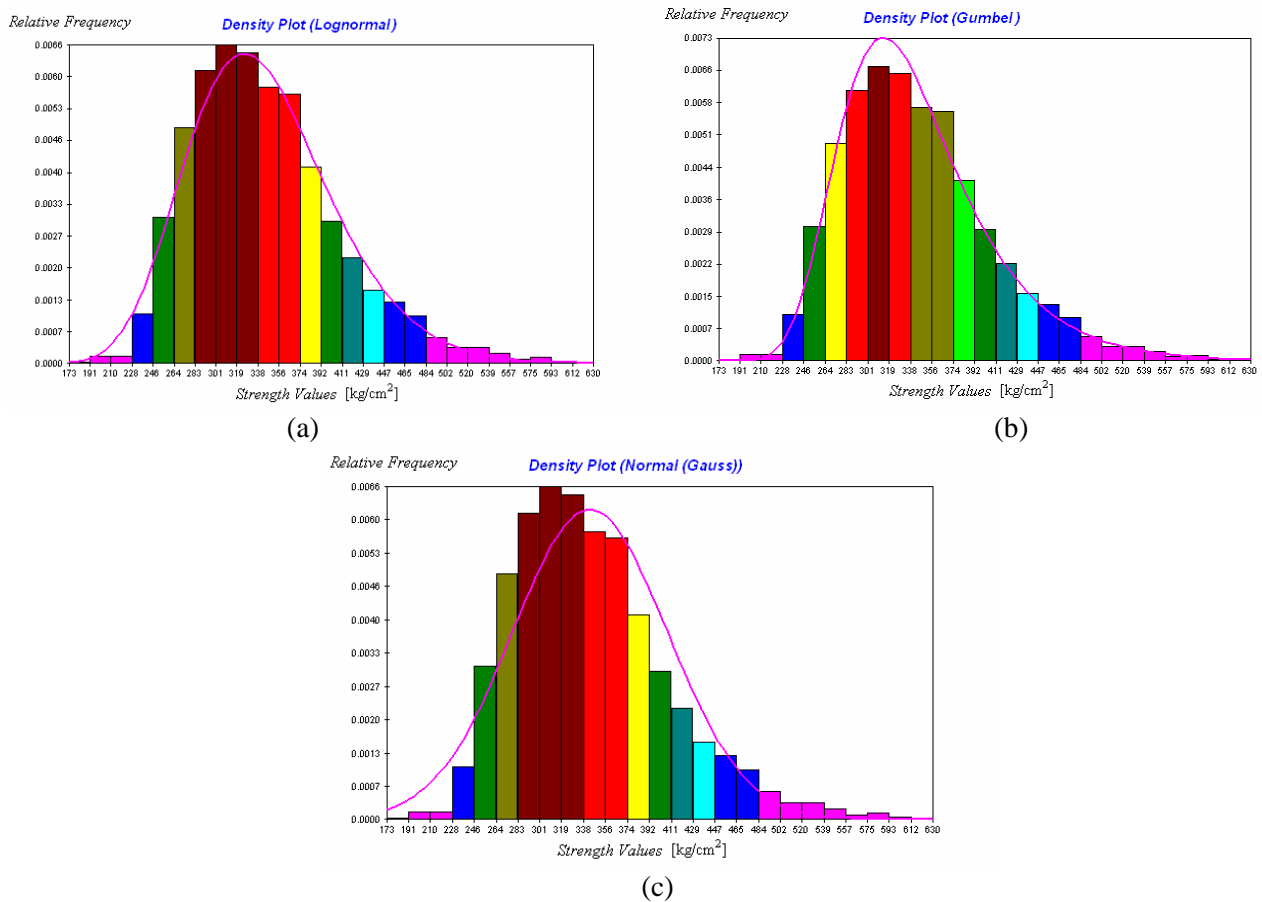 Relative Frequency
Density Plot (Lognormal )
0.0066
0.0060
0.0053
0.0046
0.0040
0.0033
0.0027
0.0020
0.0013
0.0007
0.0000
173 191 210 228 246 264 283 301 319 338 356 374 392 411 429 447 465 484 502 520 539 557 575 593 612 630
Strength Values [kg/cm²]
(a)
Relative Frequency
Density Plot (Gumbel )
0.0073
0.0066
0.0058
0.0051
0.0044
0.0036
0.0029
0.0022
0.0015
0.0007
0.0000
173 191 210 228 246 264 283 301 319 338 356 374 392 411 429 447 465 484 502 520 539 557 575 593 612 630
Strength Values [kg/cm²]
(b)
Relative Frequency
Density Plot (Normal (Gauss))
0.0066
0.0060
0.0053
0.0046
0.0040
0.0033
0.0027
0.0020
0.0013
0.0007
0.0000
173 191 210 228 246 264 283 301 319 338 356 374 392 411 429 447 465 484 502 520 539 557 575 593 612 630
Strength Values [kg/cm²]
(c)